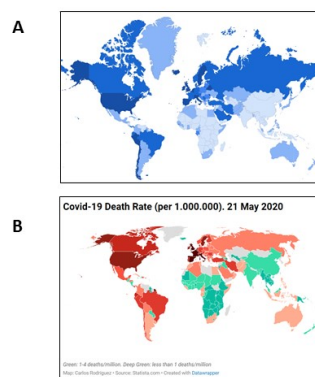 A
B
Covid-19 Death Rate (per 1.000.000). 21 May 2020
Green: 1-4 deaths/million. Deep Green: less than 1 deaths/million
Map: Carlos Rodriguez • Source: Statista.com • Created with Datawrapper